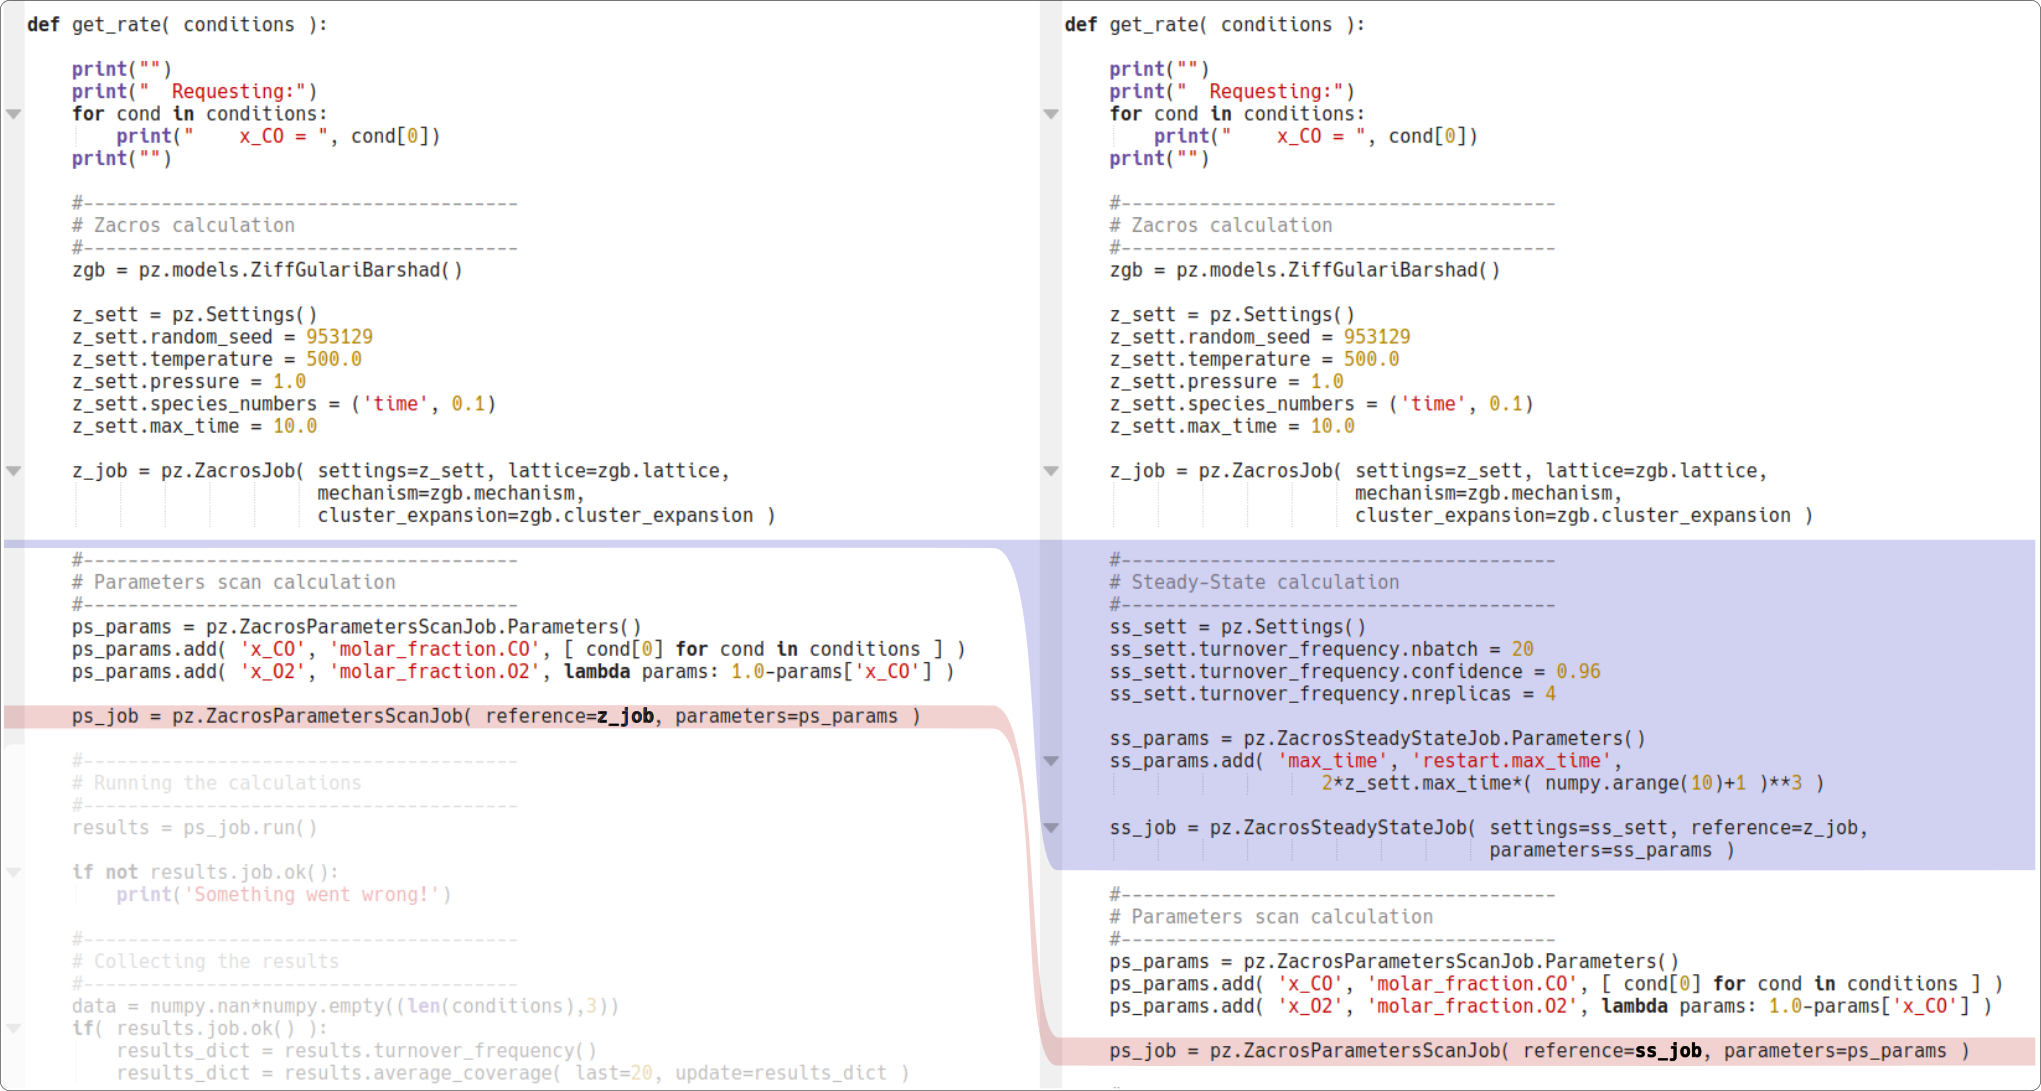 def get_rate( conditions ):
print("")
print("  Requesting:")
for cond in conditions:
print("    x_CO = ", cond[0])
print("")
#---------------------------------------
# Zacros calculation
#---------------------------------------
zgb = pz.models.ZiffGulariBarshad()
z_sett = pz.Settings()
z_sett.random_seed = 953129
z_sett.temperature = 500.0
z_sett.pressure = 1.0
z_sett.species_numbers = ('time', 0.1)
z_sett.max_time = 10.0
z_job = pz.ZacrosJob( settings=z_sett, lattice=zgb.lattice,
mechanism=zgb.mechanism,
cluster_expansion=zgb.cluster_expansion )
#---------------------------------------
# Parameters scan calculation
#---------------------------------------
ps_params = pz.ZacrosParametersScanJob.Parameters()
ps_params.add( 'x_CO', 'molar_fraction.CO', [ cond[0] for cond in conditions ] )
ps_params.add( 'x_O2', 'molar_fraction.O2', lambda params: 1.0-params['x_CO'] )
ps_job = pz.ZacrosParametersScanJob( reference=z_job, parameters=ps_params )
#---------------------------------------
# Running the calculations
#---------------------------------------
results = ps_job.run()
if not results.job.ok():
print('Something went wrong!')
#---------------------------------------
# Collecting the results
#---------------------------------------
data = numpy.nan*numpy.empty((len(conditions),3))
if( results.job.ok() ):
results_dict = results.turnover_frequency()
results_dict = results.average_coverage( last=20, update=results_dict )
def get_rate( conditions ):
print("")
print("  Requesting:")
for cond in conditions:
print("    x_CO = ", cond[0])
print("")
#---------------------------------------
# Zacros calculation
#---------------------------------------
zgb = pz.models.ZiffGulariBarshad()
z_sett = pz.Settings()
z_sett.random_seed = 953129
z_sett.temperature = 500.0
z_sett.pressure = 1.0
z_sett.species_numbers = ('time', 0.1)
z_sett.max_time = 10.0
z_job = pz.ZacrosJob( settings=z_sett, lattice=zgb.lattice,
mechanism=zgb.mechanism,
cluster_expansion=zgb.cluster_expansion )
#---------------------------------------
# Steady-State calculation
#---------------------------------------
ss_sett = pz.Settings()
ss_sett.turnover_frequency.nbatch = 20
ss_sett.turnover_frequency.confidence = 0.96
ss_sett.turnover_frequency.nreplicas = 4
ss_params = pz.ZacrosSteadyStateJob.Parameters()
ss_params.add( 'max_time', 'restart.max_time',
2*z_sett.max_time*( numpy.arange(10)+1 )**3 )
ss_job = pz.ZacrosSteadyStateJob( settings=ss_sett, reference=z_job,
parameters=ss_params )
#---------------------------------------
# Parameters scan calculation
#---------------------------------------
ps_params = pz.ZacrosParametersScanJob.Parameters()
ps_params.add( 'x_CO', 'molar_fraction.CO', [ cond[0] for cond in conditions ] )
ps_params.add( 'x_O2', 'molar_fraction.O2', lambda params: 1.0-params['x_CO'] )
ps_job = pz.ZacrosParametersScanJob( reference=ss_job, parameters=ps_params )